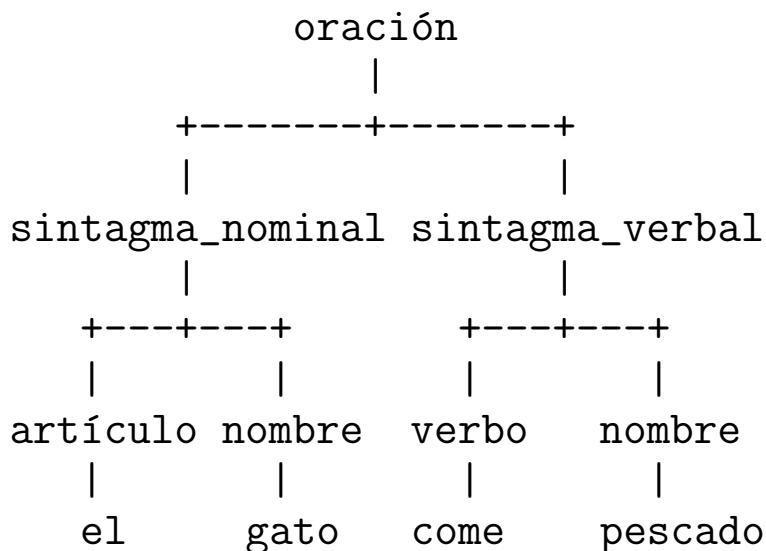 oración
|
+-------+-------+
| |
sintagma_nominal sintagma_verbal
| |
+---+---+ +---+---+
| | | |
artículo nombre verbo nombre
| | | |
el gato come pescado